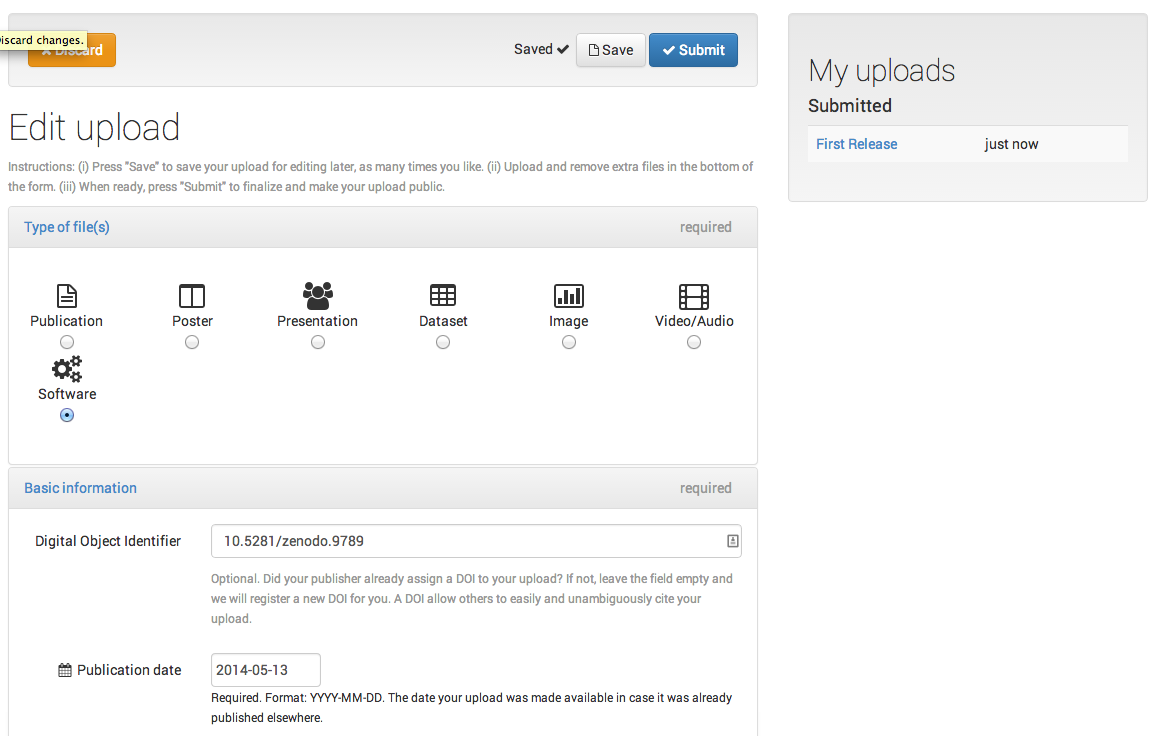 iscard changes.
Discard
Saved
Save
Submit
Edit upload
Instructions: (i) Press "Save" to save your upload for editing later, as many times you like. (ii) Upload and remove extra files in the bottom of
the form. (iii) When ready, press "Submit" to finalize and make your upload public.
Type of file(s)
required
Publication
Poster
Presentation
Dataset
Image
Video/Audio
Software
Basic information
required
Digital Object Identifier
10.5281/zenodo.9789
Optional. Did your publisher already assign a DOI to your upload? If not, leave the field empty and
we will register a new DOI for you. A DOI allow others to easily and unambiguously cite your
upload.
Publication date
2014-05-13
Required. Format: YYYY-MM-DD. The date your upload was made available in case it was already
published elsewhere.
My uploads
Submitted
First Release
just now